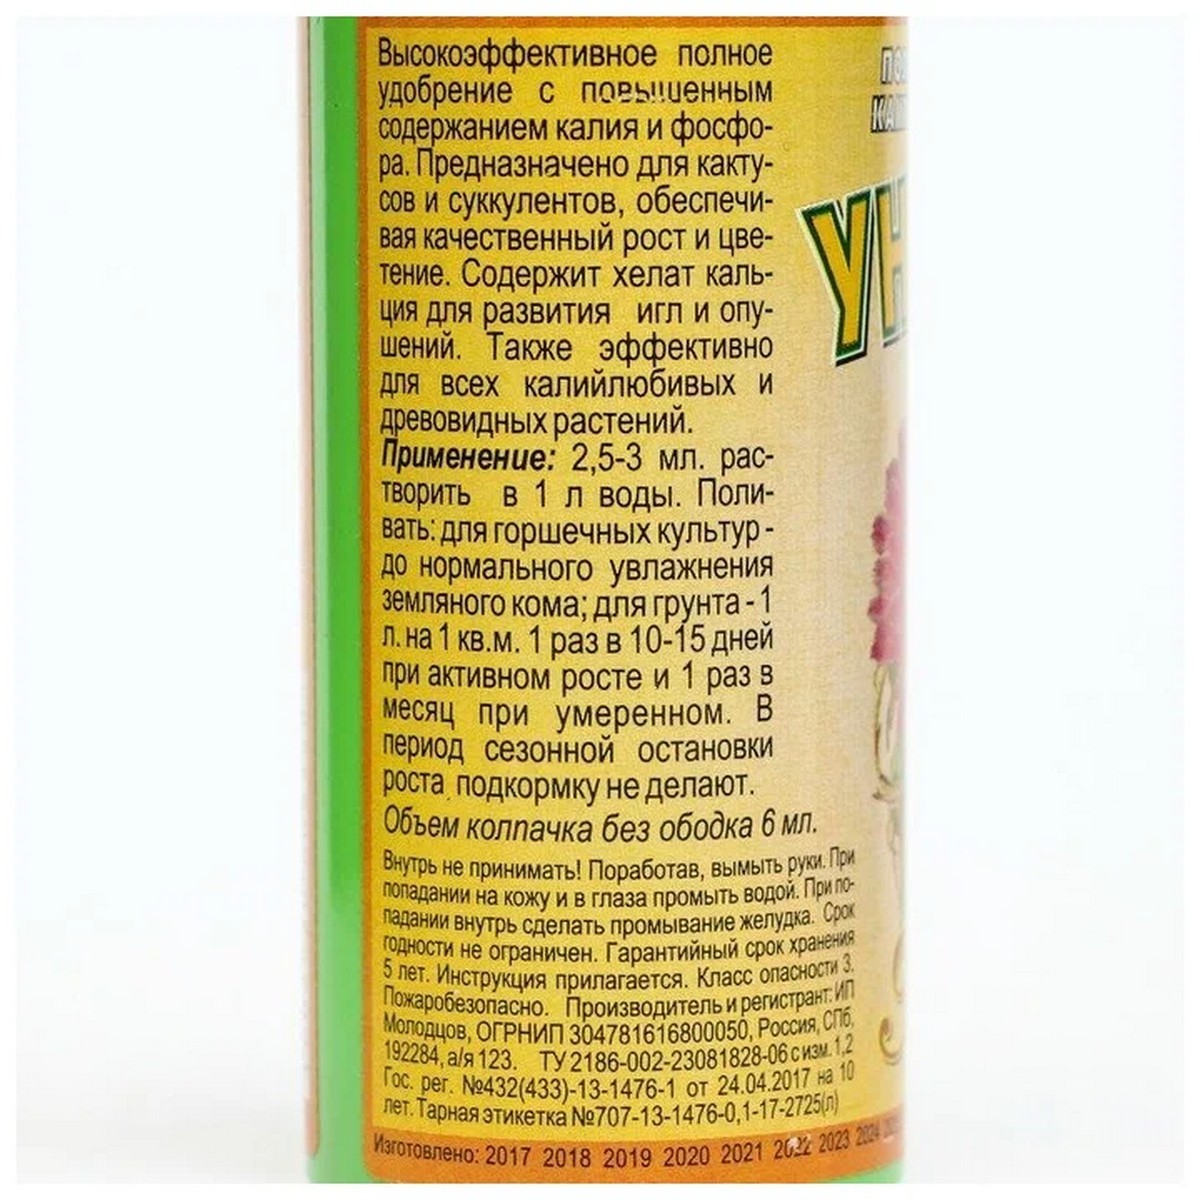 Высокоэффективное полное
удобрение с повышенным
содержанием калия и фосфо-
ра. Предназначено для какту-
сов и суккулентов, обеспечи-
вая качественный рост и цве-
тение. Содержит хелат каль-
ция для развития игл и опу-
шений. Также эффективно
для всех калийлюбивых и
древовидных растений.
Применение: 2,5-3 мл. рас-
творить в 1 л воды. Поли-
вать: для горшечных культур -
до нормального увлажнения
земляного кома; для грунта - 1
л. на 1 кв.м. 1 раз в 10-15 дней
при активном росте и 1 раз в
месяц при умеренном. В
период сезонной остановки
роста подкормку не делают.
Объем колпачка без ободка 6 мл.
Внутрь не принимать! Поработав, вымыть руки. При
попадании на кожу и в глаза промыть водой. При по-
падании внутрь сделать промывание желудка. Срок
годности не ограничен. Гарантийный срок хранения
5 лет. Инструкция прилагается. Класс опасности 3.
Пожаробезопасно. Производитель и регистрант: ИП
Молодцов, ОГРНИП 304781616800050, Россия, СПб,
192284, а/я 123. ТУ 2186-002-23081828-06 с изм. 1,2
Гос. рег. №432(433)-13-1476-1 от 24.04.2017 на 10
лет. Тарная этикетка №707-13-1476-0,1-17-2725(л)
Изготовлено: 2017 2018 2019 2020 2021 2022 2023 2024
УН